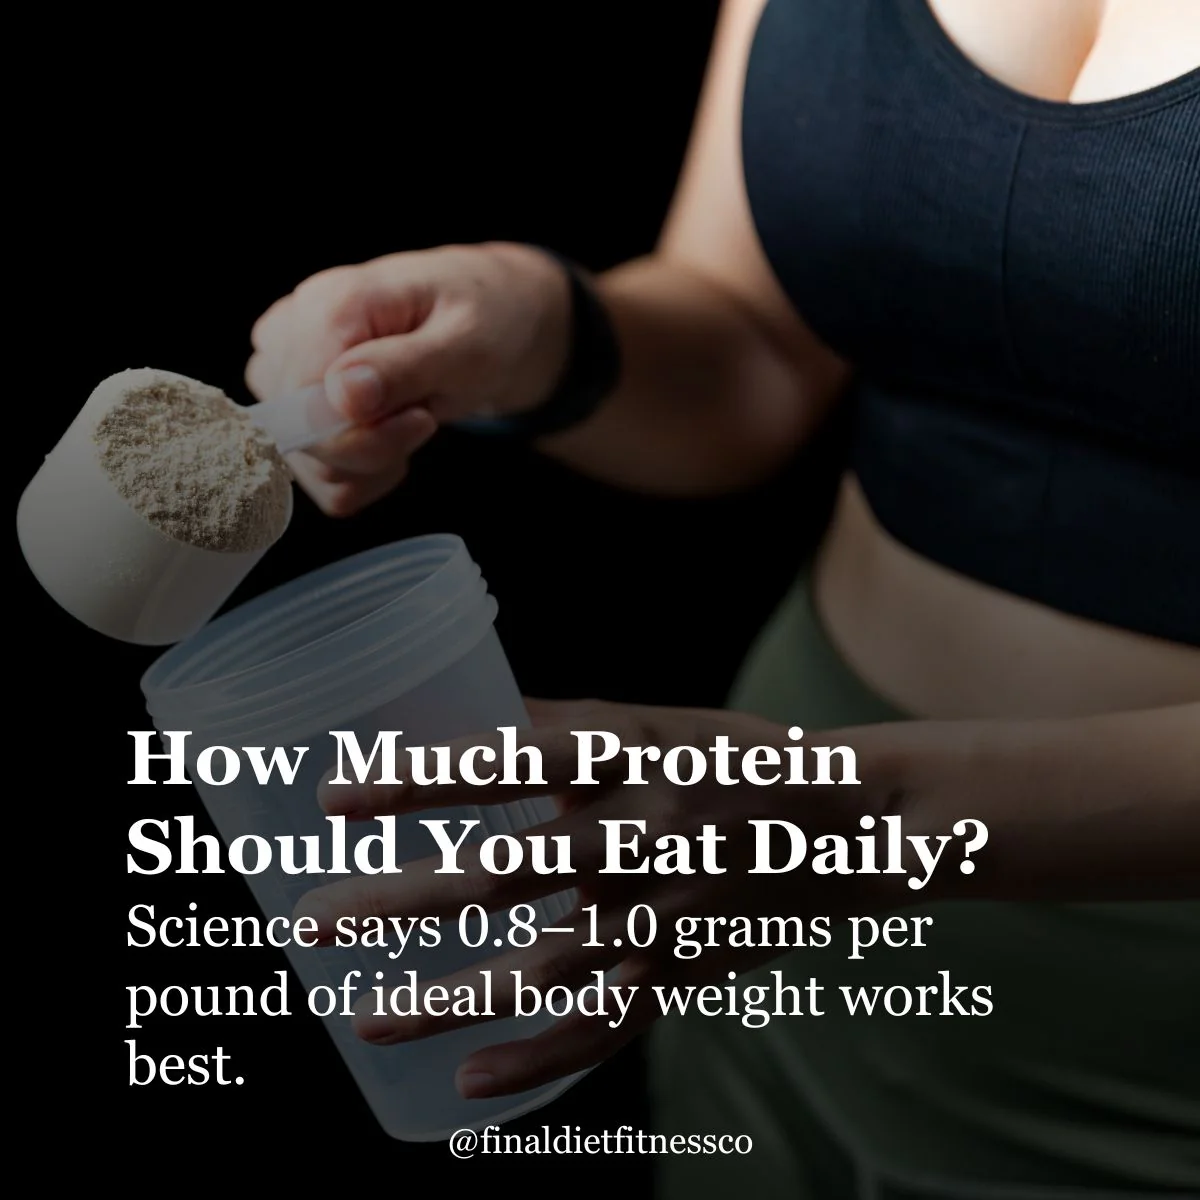 How Much Protein
Should You Eat Daily?
Science says 0.8–1.0 grams per
pound of ideal body weight works
best.
@finaldietfitnessco